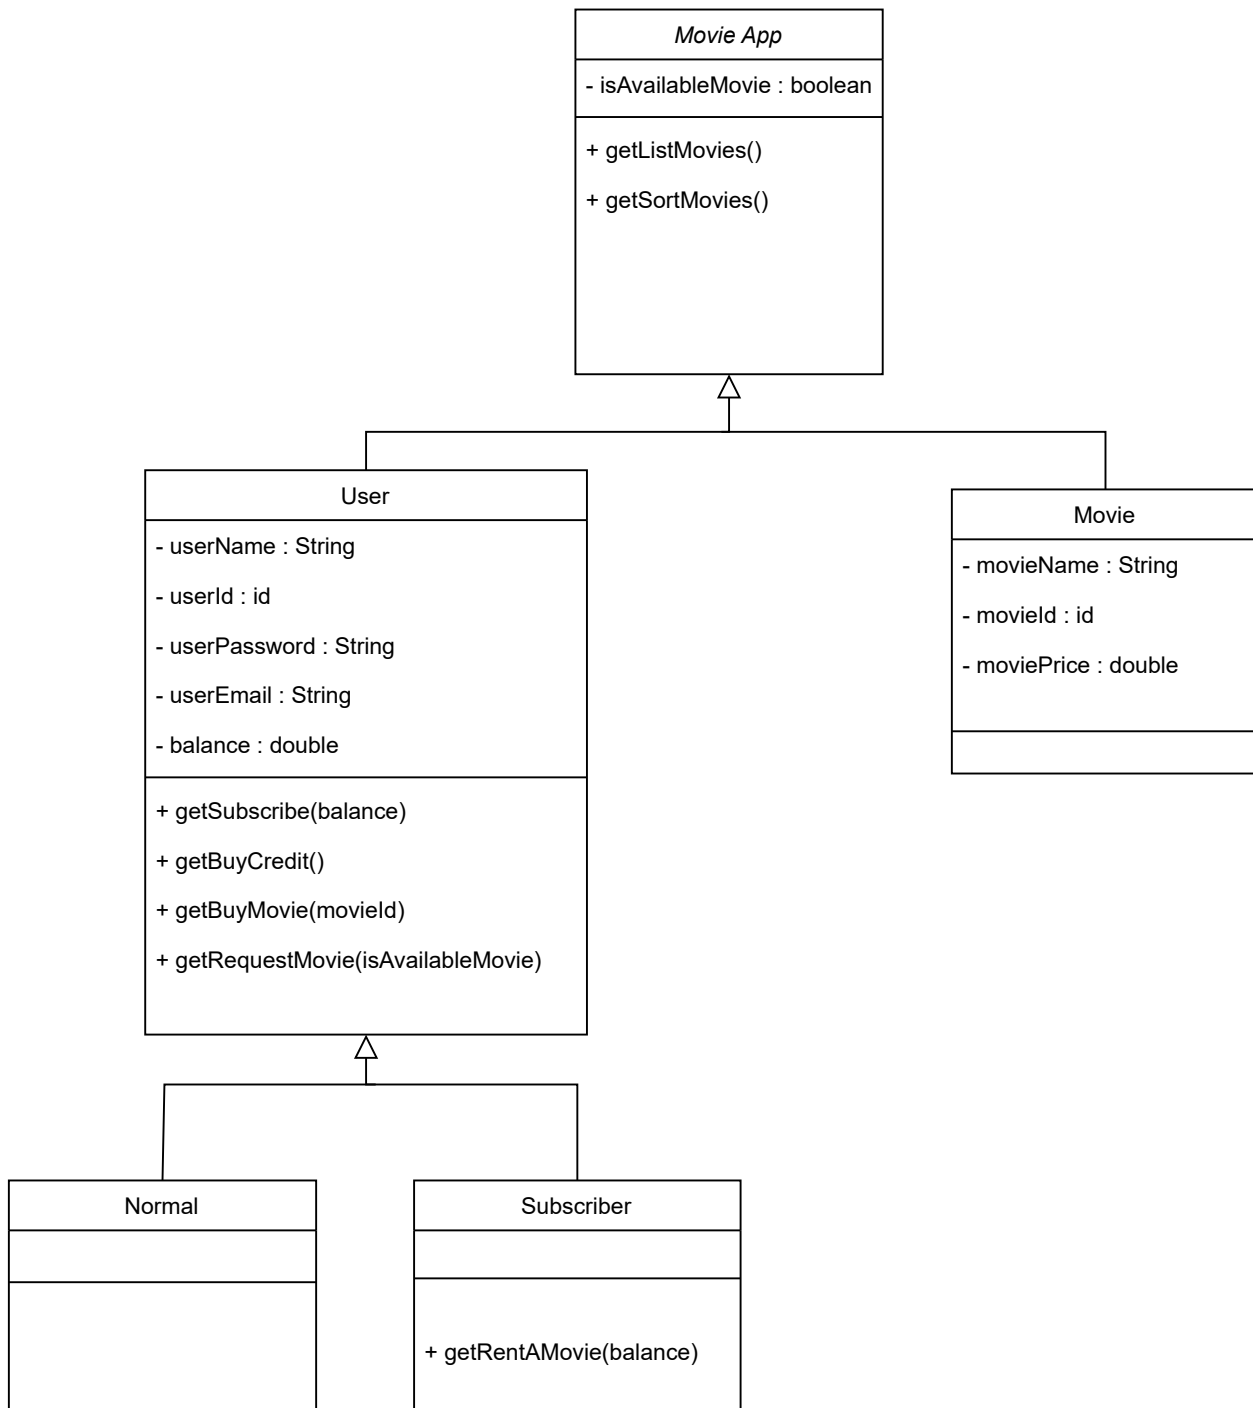 Movie App
- isAvailableMovie : boolean
+ getListMovies()
+ getSortMovies()
User
- userName : String
- userId : id
- userPassword : String
- userEmail : String
- balance : double
+ getSubscribe(balance)
+ getBuyCredit()
+ getBuyMovie(movieId)
+ getRequestMovie(isAvailableMovie)
Movie
- movieName : String
- movieId : id
- moviePrice : double
Normal
Subscriber
+ getRentAMovie(balance)